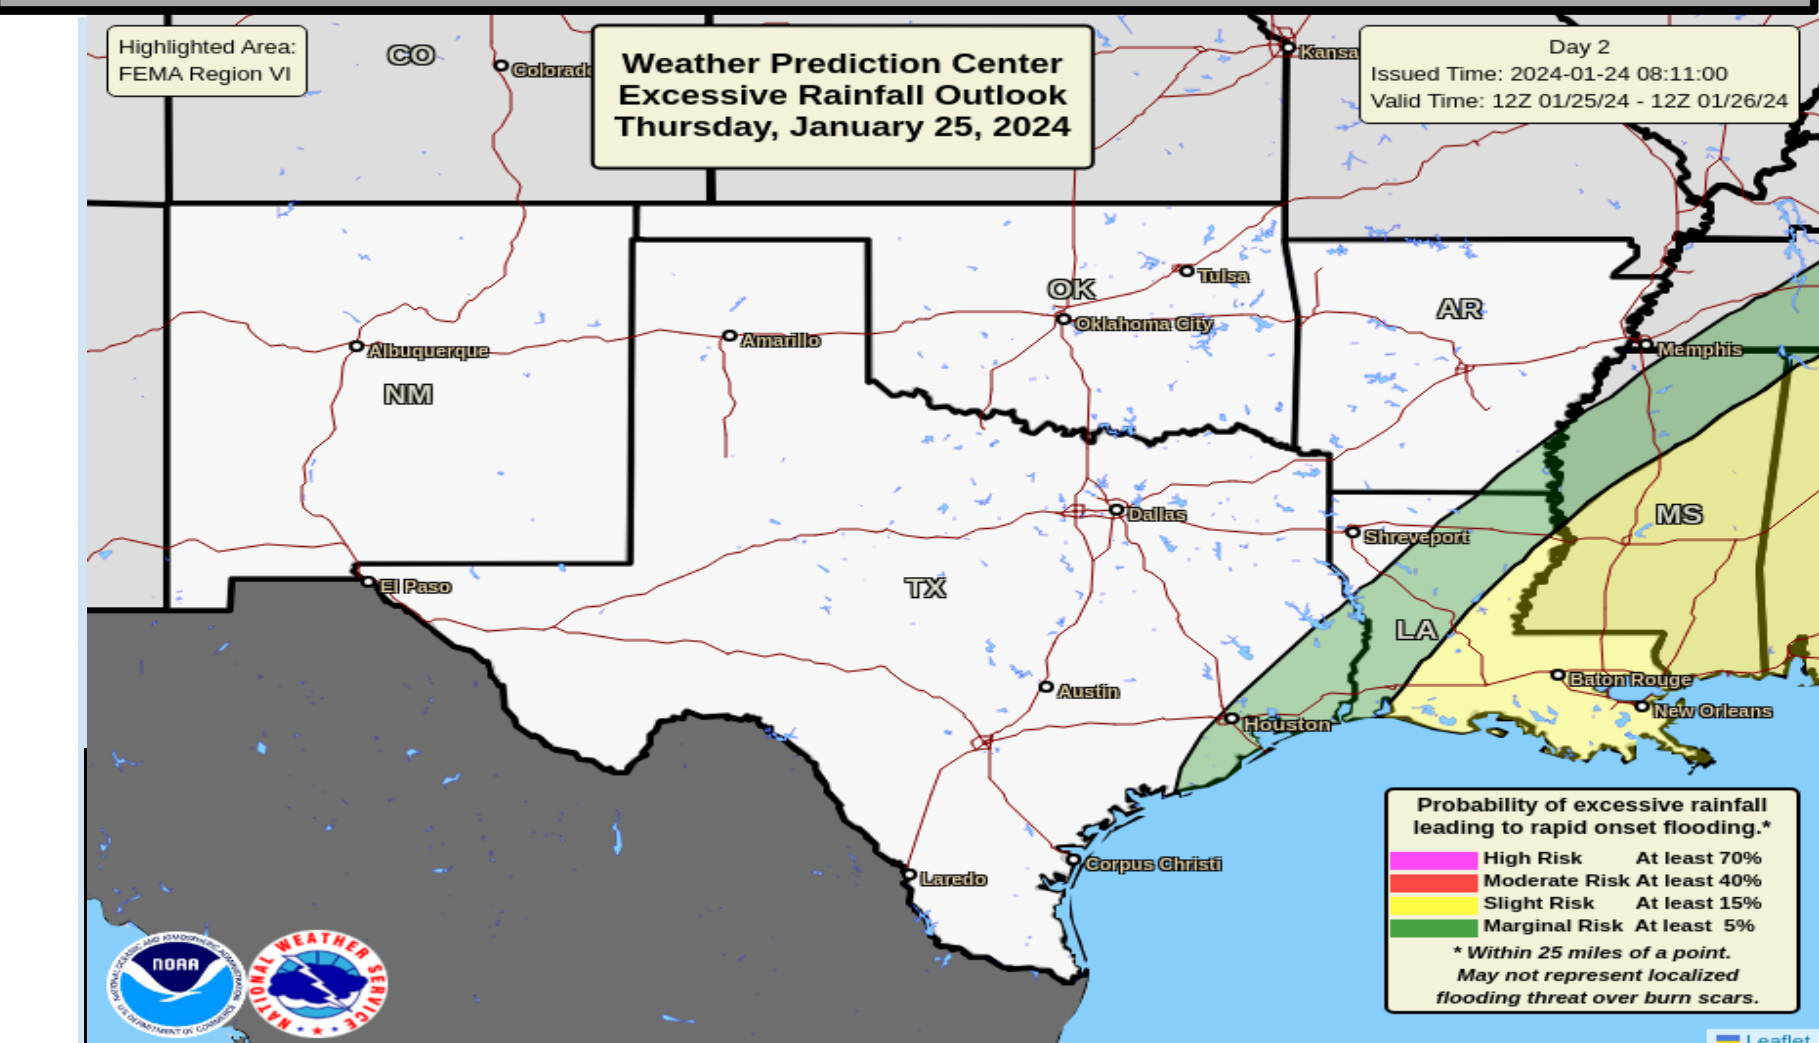 Highlighted Area:
FEMA Region VI
Weather Prediction Center
Excessive Rainfall Outlook
Thursday, January 25, 2024
Day 2
Issued Time: 2024-01-24 08:11:00
Valid Time: 12Z 01/25/24 - 12Z 01/26/24
CO
Colorad
Kansa
Tulsa
OK
Oklahoma City
AR
Amarillo
Albuquerque
Memphis
NM
Dallas
MS
Shreveport
El Paso
TX
LA
Austin
Baton Rouge
New Orleans
Houston
Corpus Christi
Laredo
Probability of excessive rainfall
leading to rapid onset flooding.*
High Risk At least 70%
Moderate Risk At least 40%
Slight Risk At least 15%
Marginal Risk At least 5%
* Within 25 miles of a point.
May not represent localized
flooding threat over burn scars.
NOAA
NATIONAL WEATHER SERVICE
U.S. DEPARTMENT OF COMMERCE
Leaflet